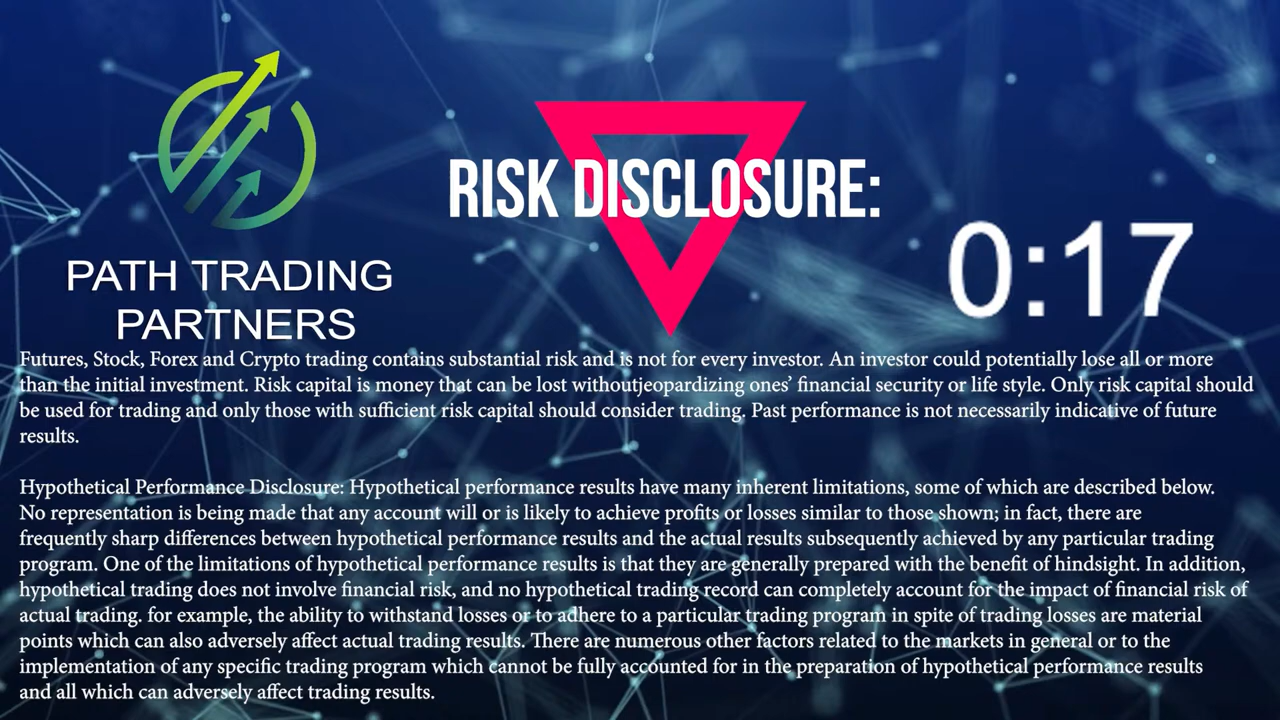 PATH TRADING
PARTNERS
RISK DISCLOSURE:
0:17
Futures, Stock, Forex and Crypto trading contains substantial risk and is not for every investor. An investor could potentially lose all or more
than the initial investment. Risk capital is money that can be lost withoutjeopardizing ones’ financial security or life style. Only risk capital should
be used for trading and only those with sufficient risk capital should consider trading. Past performance is not necessarily indicative of future
results.
Hypothetical Performance Disclosure: Hypothetical performance results have many inherent limitations, some of which are described below.
No representation is being made that any account will or is likely to achieve profits or losses similar to those shown; in fact, there are
frequently sharp differences between hypothetical performance results and the actual results subsequently achieved by any particular trading
program. One of the limitations of hypothetical performance results is that they are generally prepared with the benefit of hindsight. In addition,
hypothetical trading does not involve financial risk, and no hypothetical trading record can completely account for the impact of financial risk of
actual trading. for example, the ability to withstand losses or to adhere to a particular trading program in spite of trading losses are material
points which can also adversely affect actual trading results. There are numerous other factors related to the markets in general or to the
implementation of any specific trading program which cannot be fully accounted for in the preparation of hypothetical performance results
and all which can adversely affect trading results.